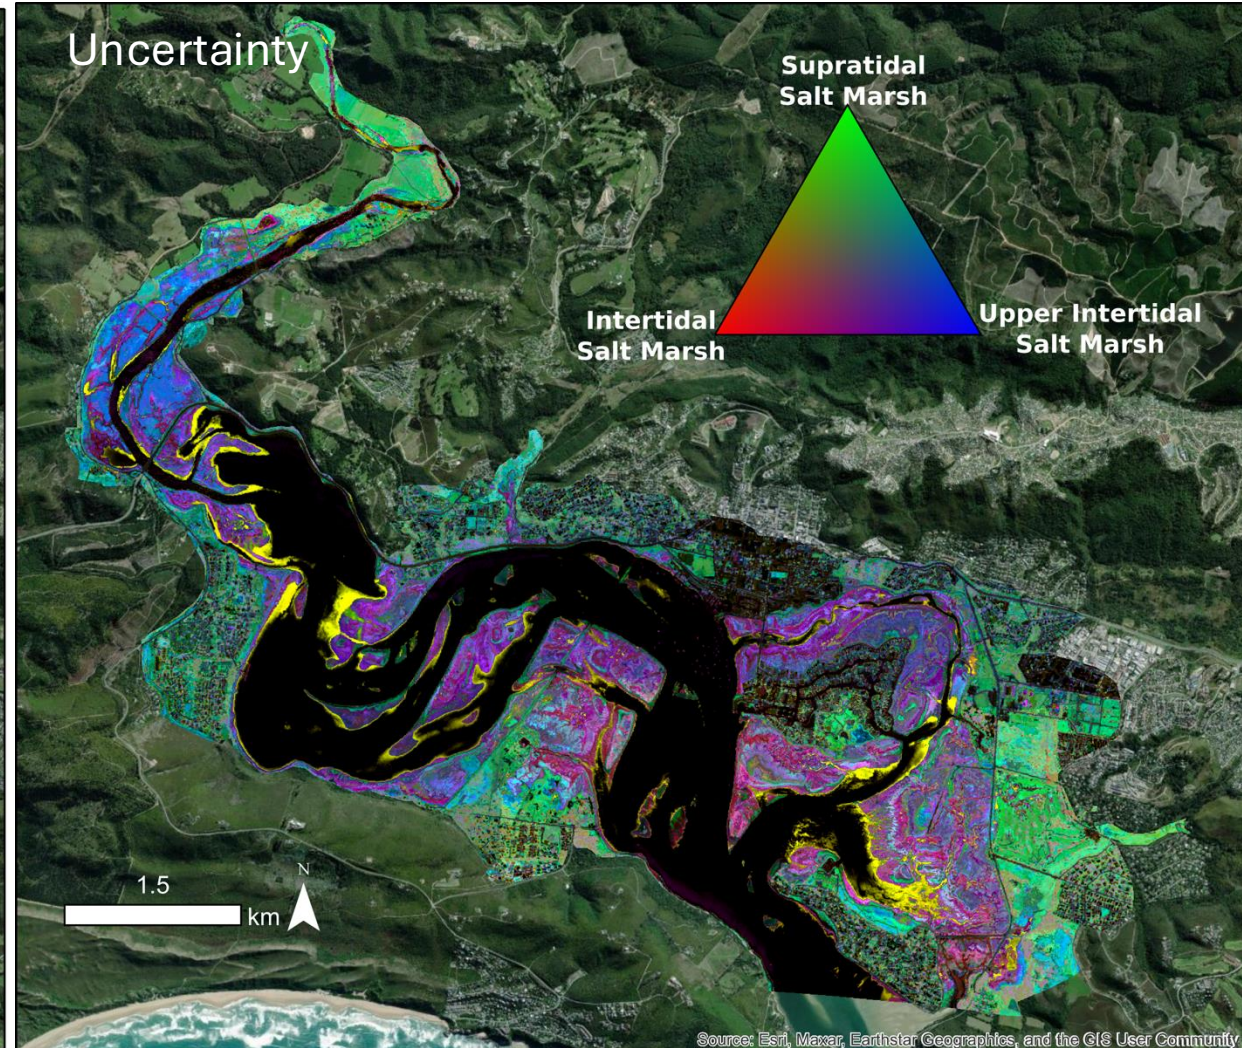 Uncertainty
Supratidal
Salt Marsh
Intertidal
Salt Marsh
Upper Intertidal
Salt Marsh
1.5
km
N
Source: Esri, Maxar, Earthstar Geographics, and the GIS User Community